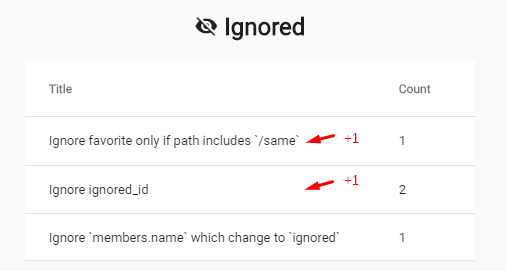 Ignored
Title Count
Ignore favorite only if path includes `/same` +1 1
Ignore ignored_id +1 2
Ignore `members.name` which change to `ignored` 1